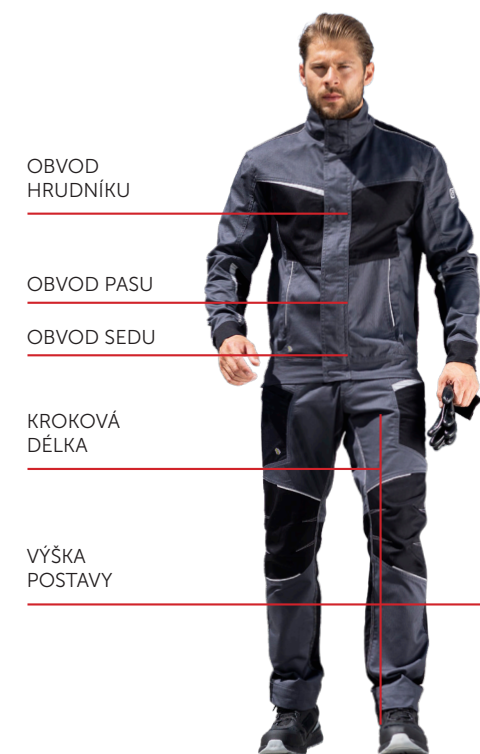 OBVOD
HRUDNÍKU
OBVOD PASU
OBVOD SEDU
KROKOVÁ
DÉLKA
VÝŠKA
POSTAVY